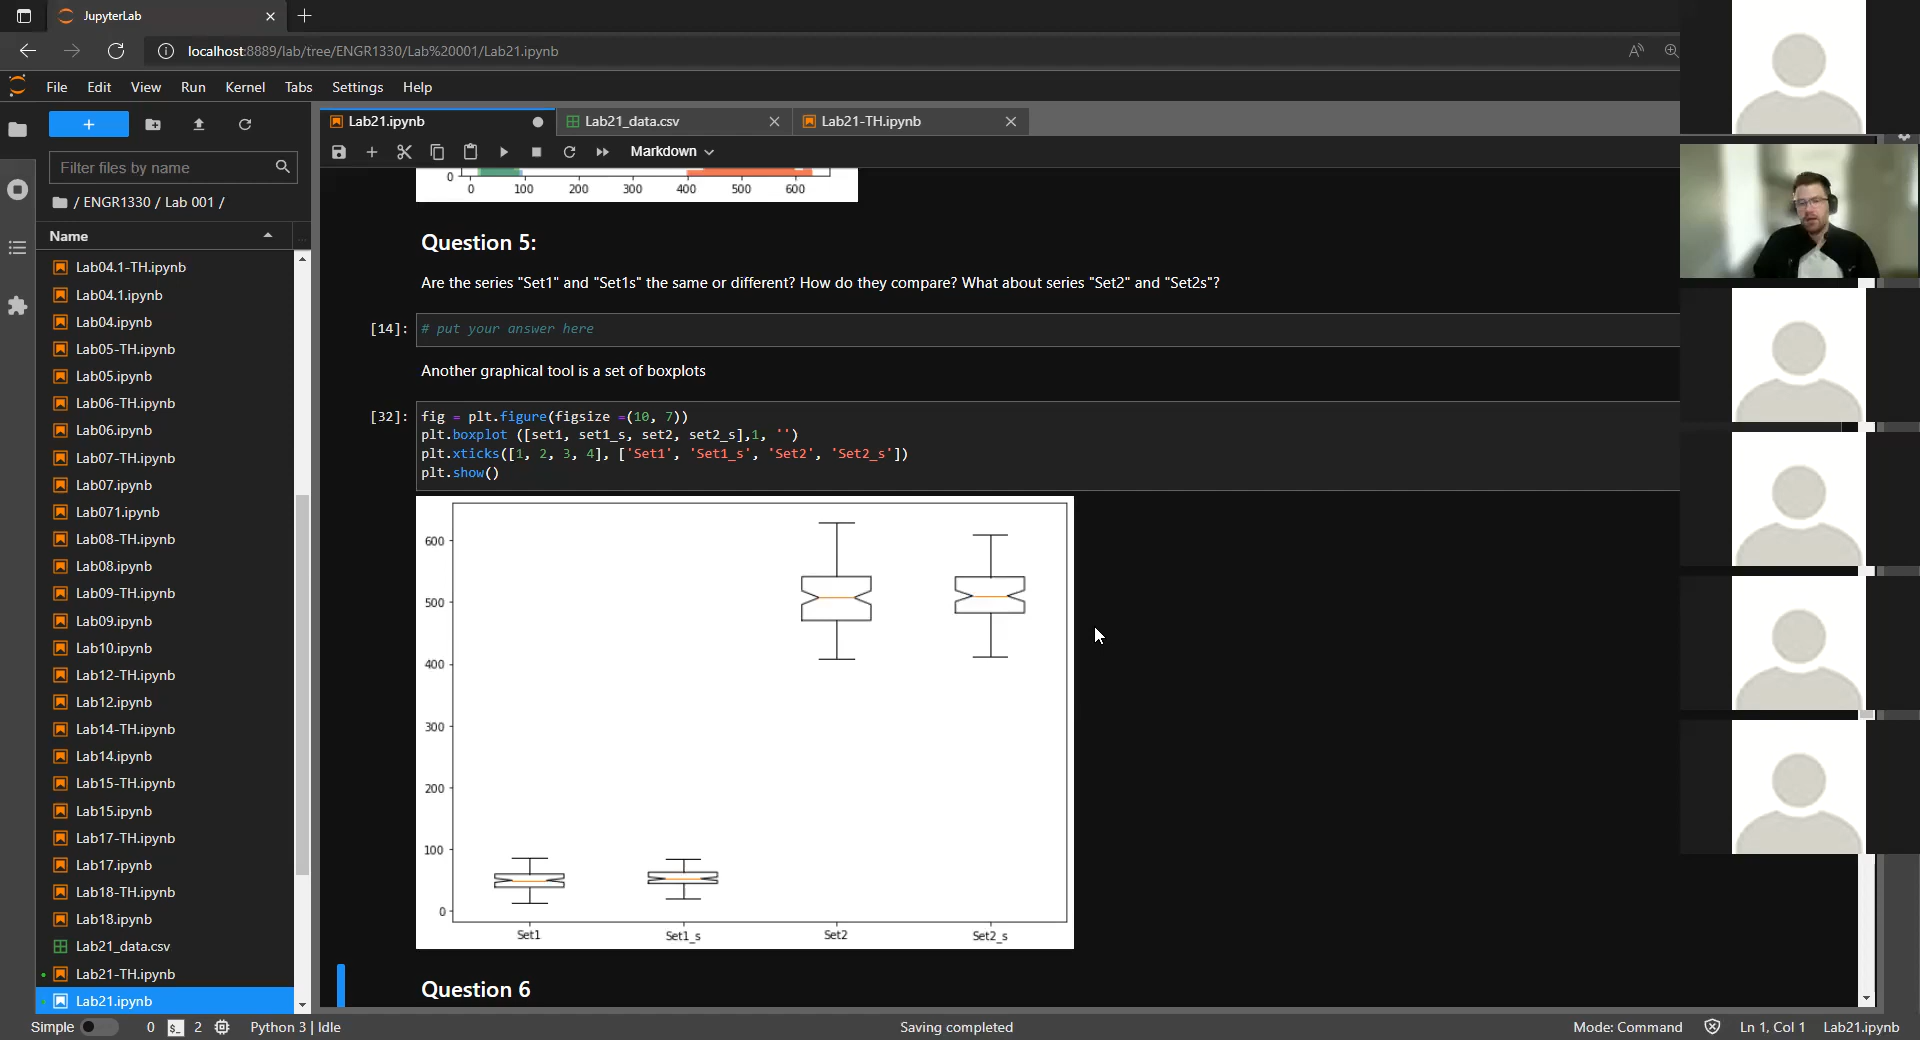 JupyterLab
localhost:8889/lab/tree/ENGR1330/Lab%20001/Lab21.ipynb
File Edit View Run Kernel Tabs Settings Help
Filter files by name
/ ENGR1330 / Lab 001 /
Name
Lab04.1-TH.ipynb
Lab04.1.ipynb
Lab04.ipynb
Lab05-TH.ipynb
Lab05.ipynb
Lab06-TH.ipynb
Lab06.ipynb
Lab07-TH.ipynb
Lab07.ipynb
Lab071.ipynb
Lab08-TH.ipynb
Lab08.ipynb
Lab09-TH.ipynb
Lab09.ipynb
Lab10.ipynb
Lab12-TH.ipynb
Lab12.ipynb
Lab14-TH.ipynb
Lab14.ipynb
Lab15-TH.ipynb
Lab15.ipynb
Lab17-TH.ipynb
Lab17.ipynb
Lab18-TH.ipynb
Lab18.ipynb
Lab21_data.csv
Lab21-TH.ipynb
Lab21.ipynb
Lab21.ipynb Lab21_data.csv Lab21-TH.ipynb
Markdown
0
0 100 200 300 400 500 600
Question 5:
Are the series "Set1" and "Set1s" the same or different? How do they compare? What about series "Set2" and "Set2s"?
[14]: # put your answer here
Another graphical tool is a set of boxplots
[32]: fig = plt.figure(figsize =(10, 7))
plt.boxplot ([set1, set1_s, set2, set2_s],1, '')
plt.xticks([1, 2, 3, 4], ['Set1', 'Set1_s', 'Set2', 'Set2_s'])
plt.show()
600
500
400
300
200
100
0
Set1 Set1_s Set2 Set2_s
Question 6
Simple 0 $_ 2 Python 3 | Idle Saving completed Mode: Command Ln 1, Col 1 Lab21.ipynb